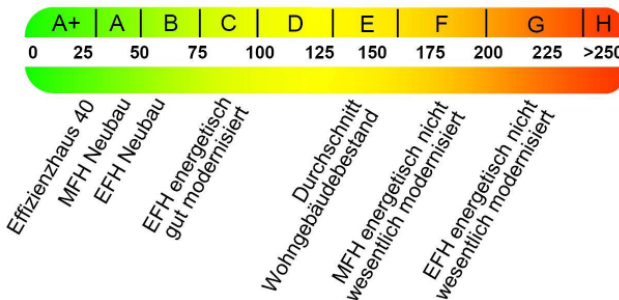 A+ A B C D E F G H
0 25 50 75 100 125 150 175 200 225 >250
Effizienzhaus 40
MFH Neubau
EFH Neubau
EFH energetisch
gut modernisiert
Durchschnitt
Wohngebäudebestand
MFH energetisch nicht
wesentlich modernisiert
EFH energetisch nicht
wesentlich modernisiert